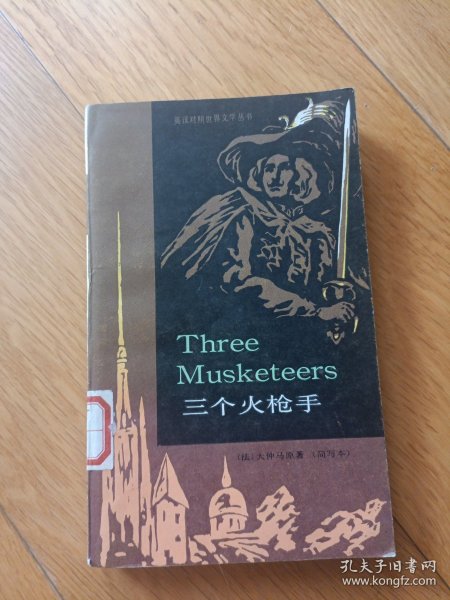 英汉对照世界文学丛书
Three
Musketeers
三个火枪手
〔法〕大仲马原著 (简写本)
孔夫子旧书网
www.kongfz.com